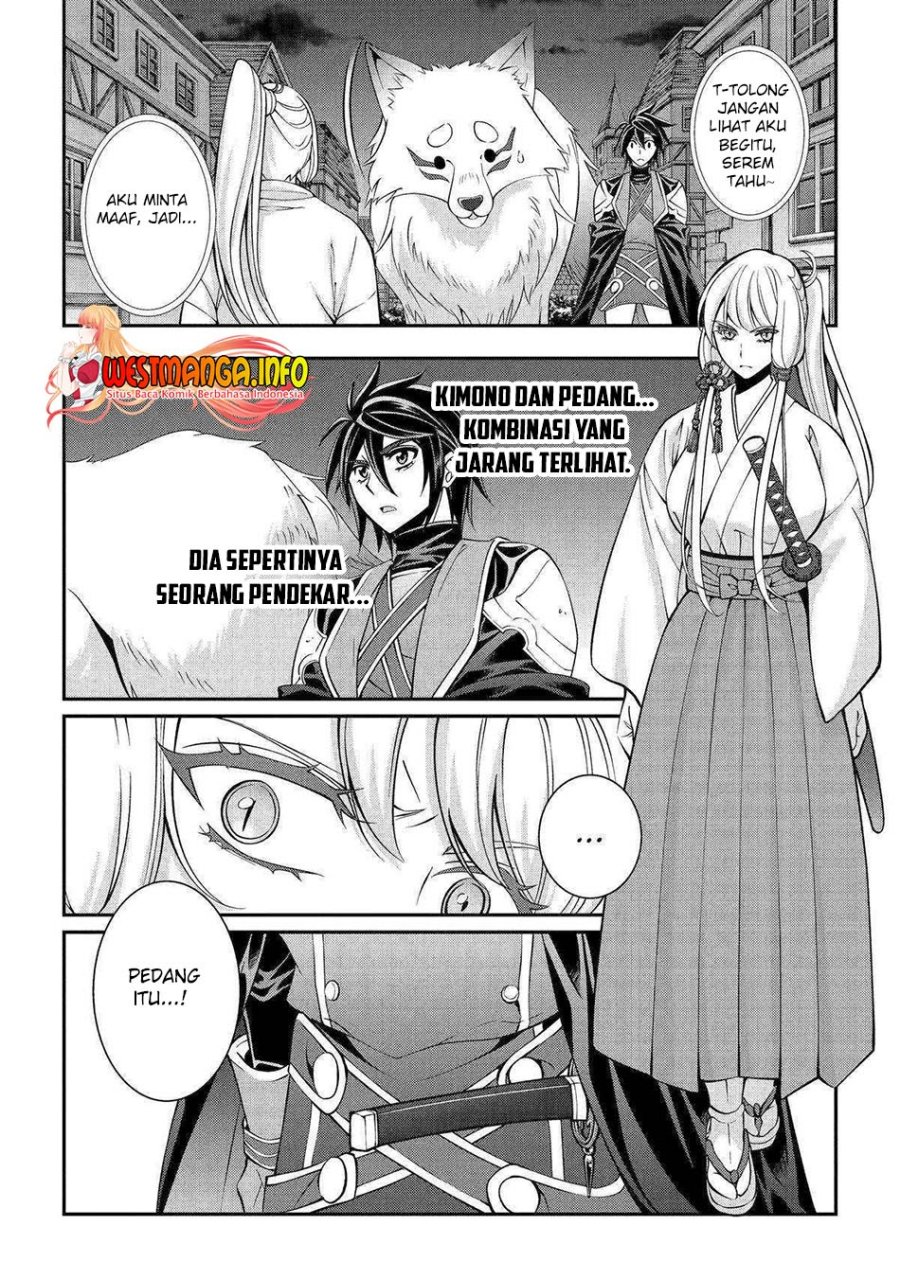 T-TOLONG
JANGAN
LIHAT AKU
BEGITU,
SEREM
TAHU~
AKU MINTA
MAAF, JADI...
WESTMANGA.INFO
Situs Baca Komik Berbahasa Indonesia
KIMONO DAN PEDANG...
KOMBINASI YANG
JARANG TERLIHAT.
DIA SEPERTINYA
SEORANG PENDEKAR...
...
PEDANG
ITU...!